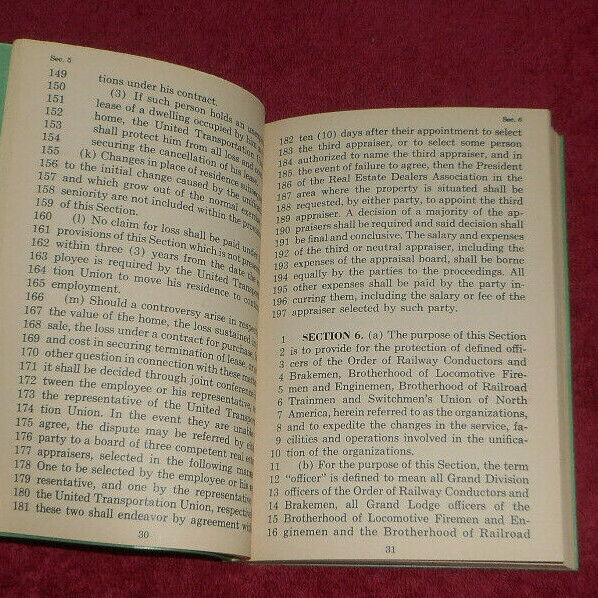 Sec. 5
149 tions under his contract.
150 (3) If such person holds an
151 lease of a dwelling occupied by
152 home, the United Transportation
153 shall protect him from all loss and
154 securing the cancellation of his lease.
155 (k) Changes in place of residence
156 to the initial change caused by the
157 and which grow out of the normal
158 seniority are not included within the
159 of this Section.
160 (l) No claim for loss shall be paid under
161 provisions of this Section which is not
162 within three (3) years from the date the
163 ployee is required by the United
164 tion Union to move his residence to
165 employment.
166 (m) Should a controversy arise in
167 the value of the home, the loss sustained in
168 sale, the loss under a contract for purchase
169 and cost in securing termination of lease, or
170 other question in connection with these
171 it shall be decided through joint conference
172 tween the employee or his representative,
173 the representative of the United
174 tion Union. In the event they are
175 agree, the dispute may be referred by
176 party to a board of three competent real
177 appraisers, selected in the following
178 One to be selected by the employee or his
179 resentative, and one by the representative
180 the United Transportation Union,
181 these two shall endeavor by agreement
30
Sec. 6
182 ten (10) days after their appointment to select
183 the third appraiser, or to select some person
184 authorized to name the third appraiser, and in
185 the event of failure to agree, then the President
186 of the Real Estate Dealers Association in the
187 area where the property is situated shall be
188 requested, by either party, to appoint the third
189 appraiser. A decision of a majority of the ap-
190 praisers shall be required and said decision shall
191 be final and conclusive. The salary and expenses
192 of the third or neutral appraiser, including the
193 expenses of the appraisal board, shall be borne
194 equally by the parties to the proceedings. All
195 other expenses shall be paid by the party in-
196 curring them, including the salary or fee of the
197 appraiser selected by such party.
1 SECTION 6. (a) The purpose of this Section
2 is to provide for the protection of defined offi-
3 cers of the Order of Railway Conductors and
4 Brakemen, Brotherhood of Locomotive Fire-
5 men and Enginemen, Brotherhood of Railroad
6 Trainmen and Switchmen's Union of North
7 America, herein referred to as the organizations,
8 and to expedite the changes in the service, fa-
9 cilities and operations involved in the unifica-
10 tion of the organizations.
11 (b) For the purpose of this Section, the term
12 "officer" is defined to mean all Grand Division
13 officers of the Order of Railway Conductors and
14 Brakemen, all Grand Lodge officers of the
15 Brotherhood of Locomotive Firemen and En-
16 ginemen and the Brotherhood of Railroad
31